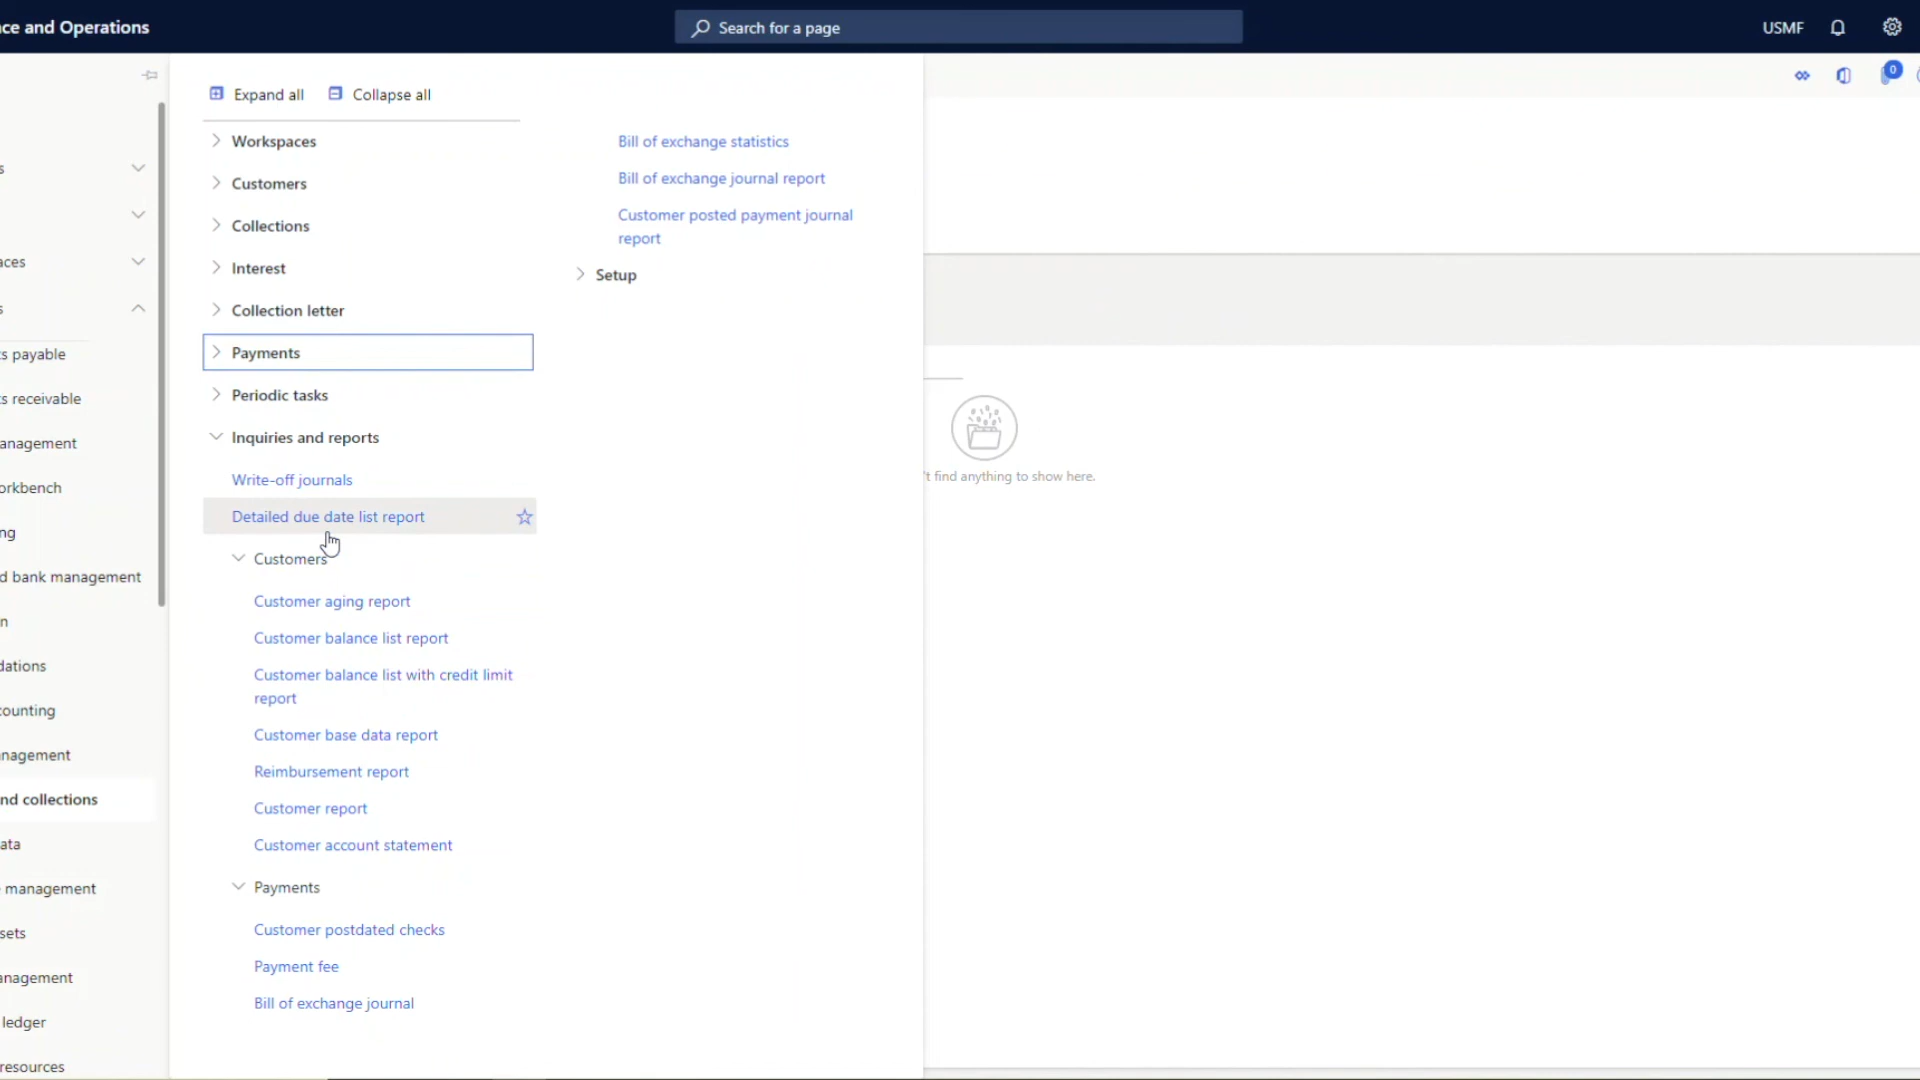 ce and Operations
Search for a page
USMF
0
Expand all
Collapse all
Workspaces
Customers
Collections
Interest
Collection letter
Payments
Periodic tasks
Inquiries and reports
Write-off journals
Detailed due date list report
Customers
Customer aging report
Customer balance list report
Customer balance list with credit limit
report
Customer base data report
Reimbursement report
Customer report
Customer account statement
Payments
Customer postdated checks
Payment fee
Bill of exchange journal
Bill of exchange statistics
Bill of exchange journal report
Customer posted payment journal
report
Setup
s
aces
s
ts payable
ts receivable
anagement
orkbench
ng
d bank management
n
dations
counting
nagement
nd collections
ata
management
sets
anagement
ledger
resources
't find anything to show here.